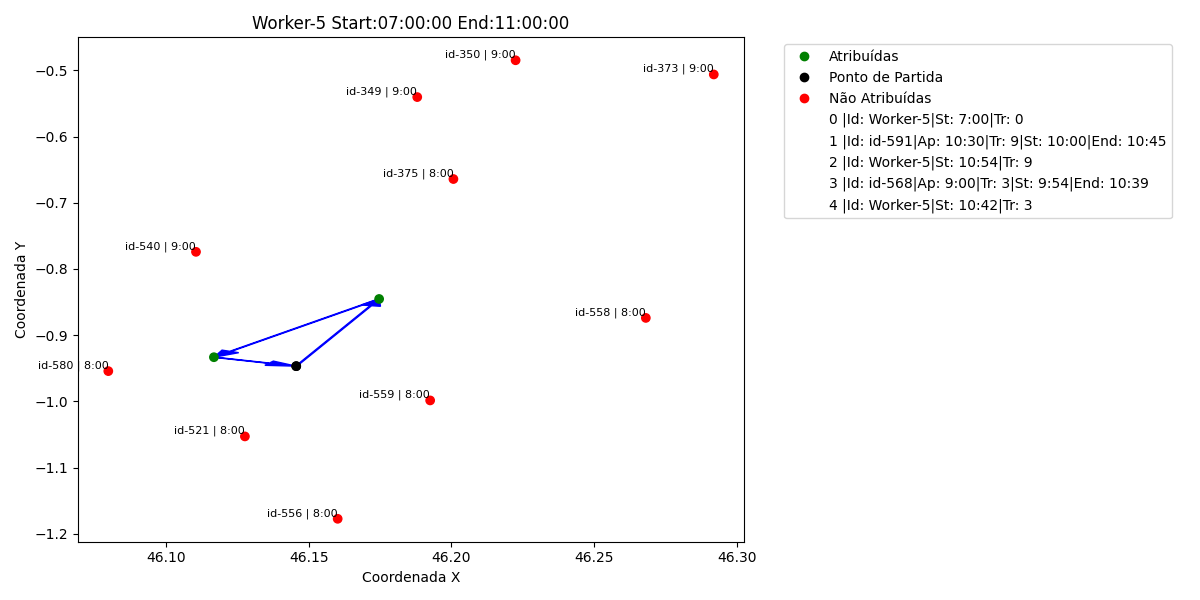 Worker-5 Start:07:00:00 End:11:00:00
id-350 | 9:00
id-373 | 9:00
id-349 | 9:00
id-375 | 8:00
id-540 | 9:00
id-558 | 8:00
id-580 | 8:00
id-559 | 8:00
id-521 | 8:00
id-556 | 8:00
Coordenada Y
−0.5
−0.6
−0.7
−0.8
−0.9
−1.0
−1.1
−1.2
46.10
46.15
46.20
46.25
46.30
Coordenada X
Atribuídas
Ponto de Partida
Não Atribuídas
0 |Id: Worker-5|St: 7:00|Tr: 0
1 |Id: id-591|Ap: 10:30|Tr: 9|St: 10:00|End: 10:45
2 |Id: Worker-5|St: 10:54|Tr: 9
3 |Id: id-568|Ap: 9:00|Tr: 3|St: 9:54|End: 10:39
4 |Id: Worker-5|St: 10:42|Tr: 3